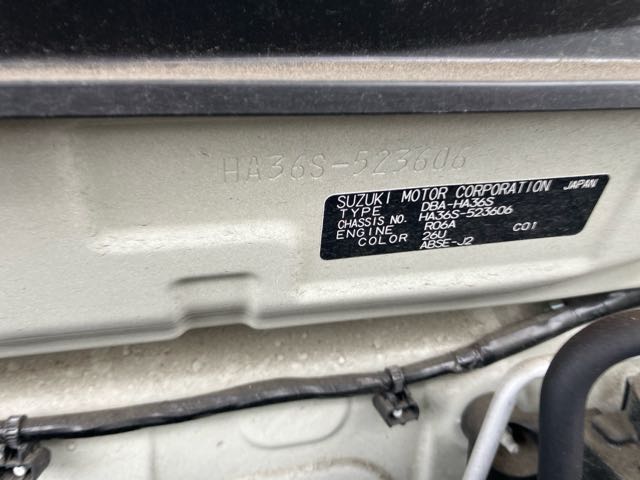 HA36S-523606
SUZUKI MOTOR CORPORATION JAPAN
TYPE DBA-HA36S
CHASSIS NO. HA36S-523606
ENGINE R06A C01
COLOR 26U
ABSE-J2